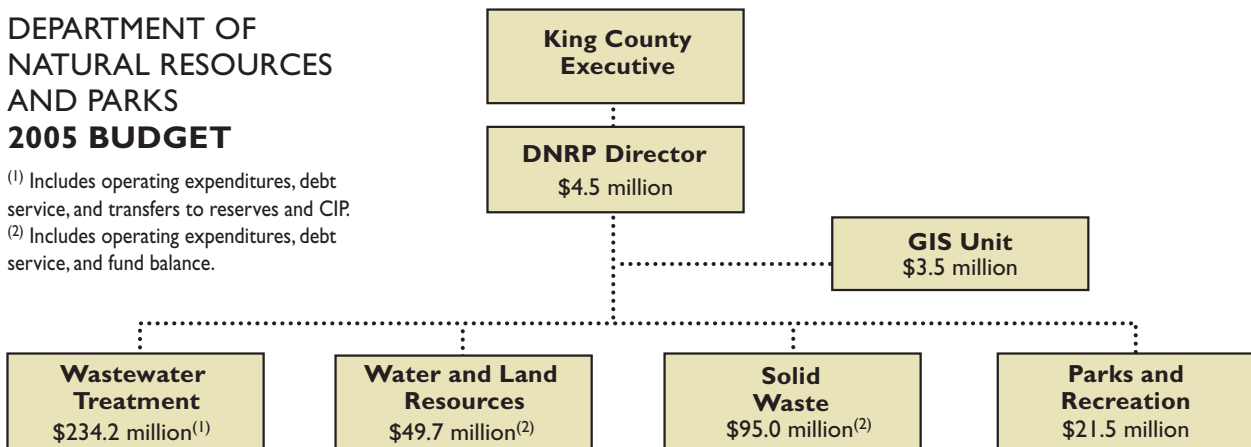 DEPARTMENT OF
NATURAL RESOURCES
AND PARKS
2005 BUDGET
(1) Includes operating expenditures, debt
service, and transfers to reserves and CIP.
(2) Includes operating expenditures, debt
service, and fund balance.
King County
Executive
DNRP Director
$4.5 million
GIS Unit
$3.5 million
Wastewater
Treatment
$234.2 million(1)
Water and Land
Resources
$49.7 million(2)
Solid
Waste
$95.0 million(2)
Parks and
Recreation
$21.5 million